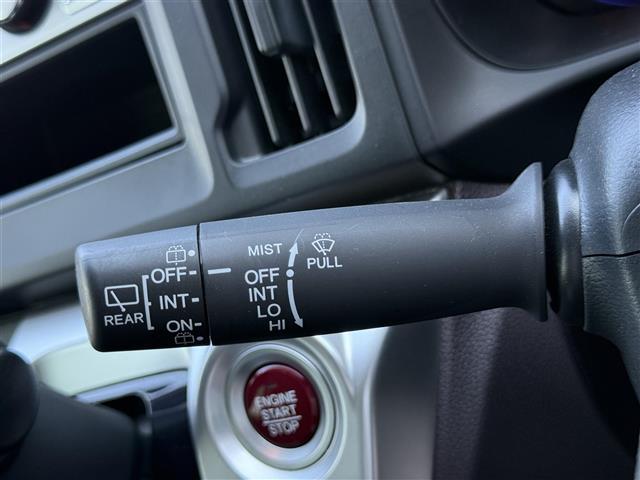 OFF
INT
ON
REAR
MIST
OFF
INT
LO
HI
PULL
ENGINE
START
STOP